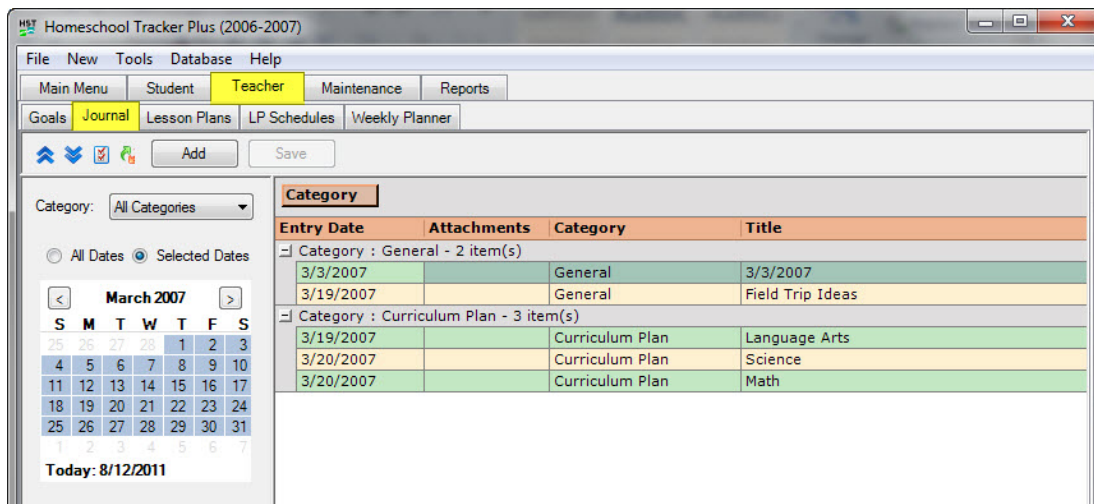 HST Homeschool Tracker Plus (2006-2007)
File New Tools Database Help
Main Menu Student Teacher Maintenance Reports
Goals Journal Lesson Plans LP Schedules Weekly Planner
Add Save
Category: All Categories
All Dates Selected Dates
< March 2007 >
S M T W T F S
25 26 27 28 1 2 3
4 5 6 7 8 9 10
11 12 13 14 15 16 17
18 19 20 21 22 23 24
25 26 27 28 29 30 31
1 2 3 4 5 6 7
Today: 8/12/2011
Category
Entry Date Attachments Category Title
Category : General - 2 item(s)
3/3/2007 General 3/3/2007
3/19/2007 General Field Trip Ideas
Category : Curriculum Plan - 3 item(s)
3/19/2007 Curriculum Plan Language Arts
3/20/2007 Curriculum Plan Science
3/20/2007 Curriculum Plan Math